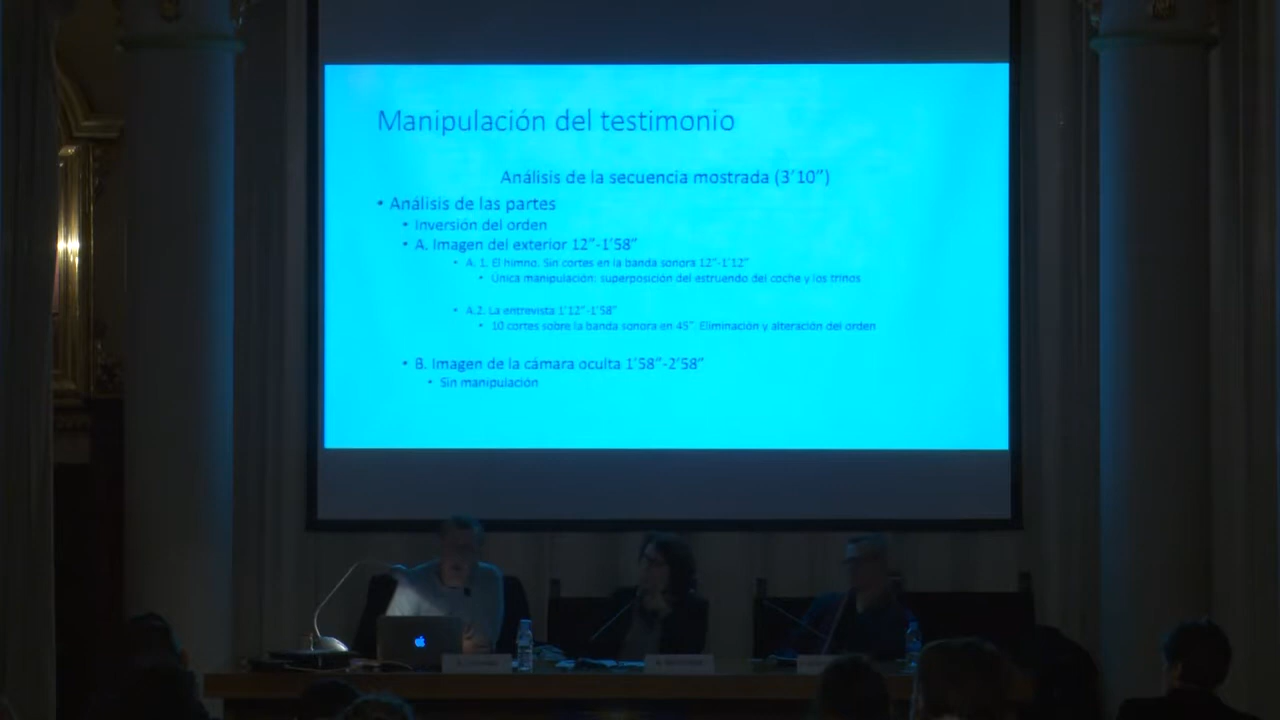 Manipulación del testimonio
Análisis de la secuencia mostrada (3'10")
• Análisis de las partes
• Inversión del orden
• A. Imagen del exterior 12"-1'58"
• A. 1. El himno. Sin cortes en la banda sonora 12"-1'12"
• Única manipulación: superposición del estruendo del coche y los trinos
• A.2. La entrevista 1'12"-1'58"
• 10 cortes sobre la banda sonora en 45". Eliminación y alteración del orden
• B. Imagen de la cámara oculta 1'58"-2'58"
• Sin manipulación